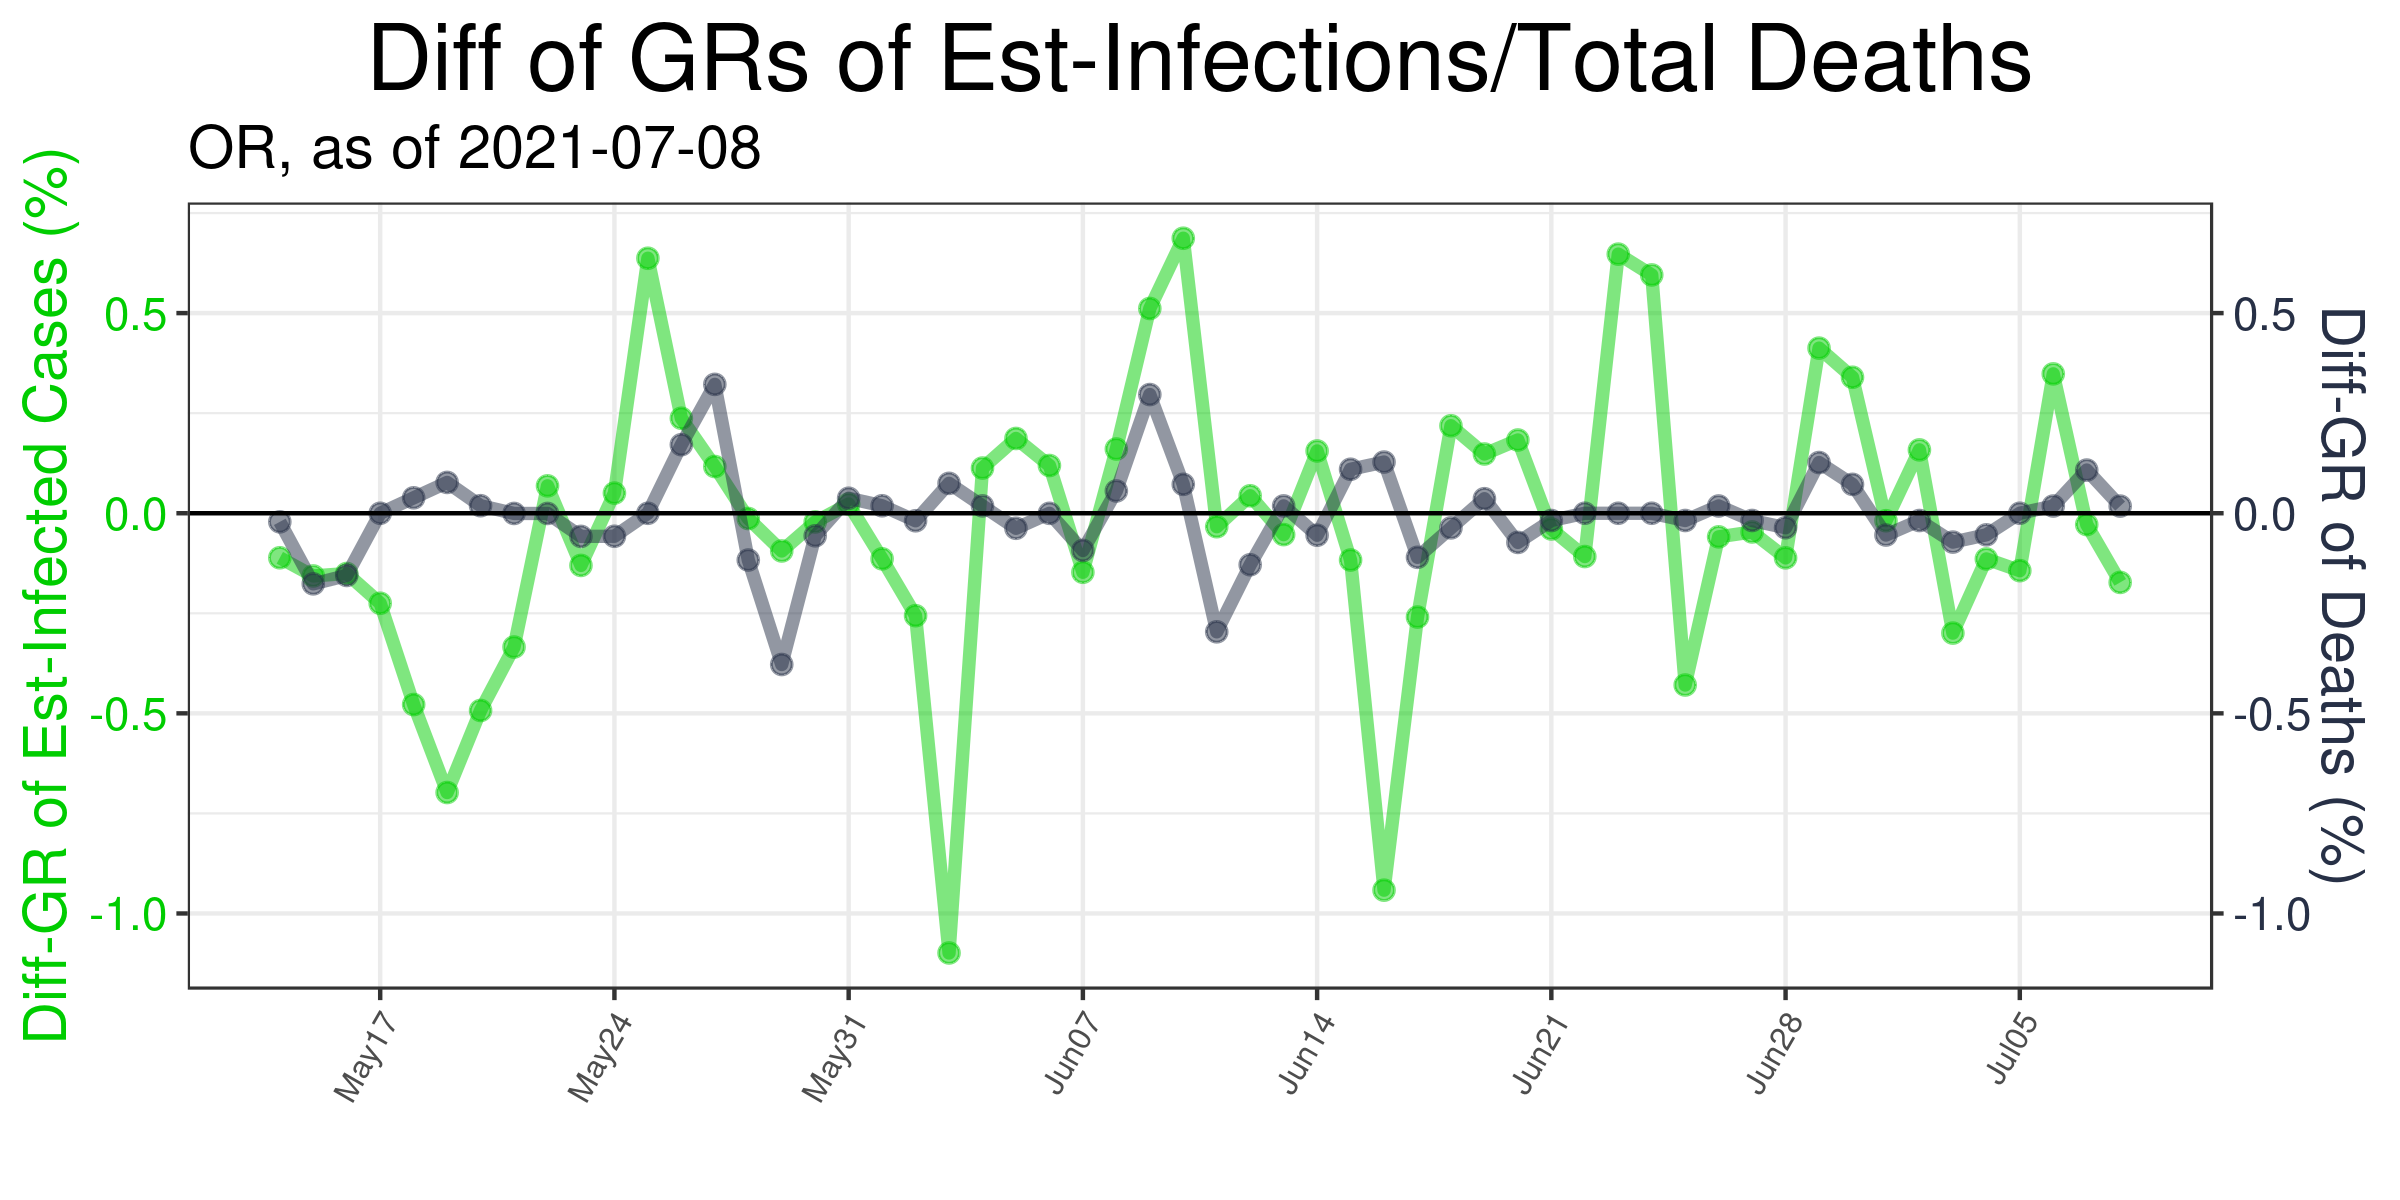 Diff of GRs of Est-Infections/Total Deaths
OR, as of 2021-07-08
Diff-GR of Est-Infected Cases (%)
0.5
0.0
-0.5
-1.0
0.5
0.0
-0.5
-1.0
Diff-GR of Deaths (%)
May17
May24
May31
Jun07
Jun14
Jun21
Jun28
Jul05